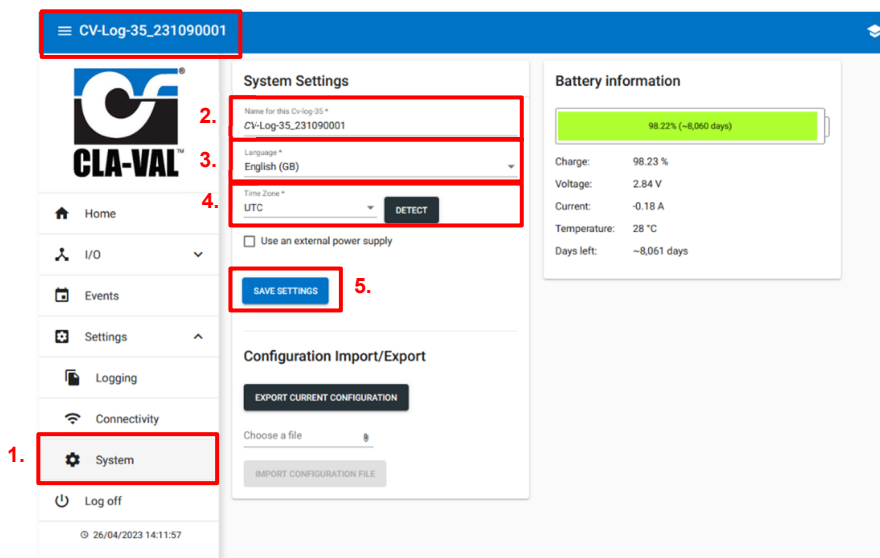 CV-Log-35_231090001
CLA-VAL™
®
Home
I/O
Events
Settings
Logging
Connectivity
1.
System
Log off
26/04/2023 14:11:57
System Settings
2.
Name for this Cv-log-35 *
CV-Log-35_231090001
3.
Language *
English (GB)
4.
Time Zone *
UTC
DETECT
Use an external power supply
SAVE SETTINGS
5.
Configuration Import/Export
EXPORT CURRENT CONFIGURATION
Choose a file
IMPORT CONFIGURATION FILE
Battery information
98.22% (~8,060 days)
Charge: 98.23 %
Voltage: 2.84 V
Current: -0.18 A
Temperature: 28 °C
Days left: ~8,061 days